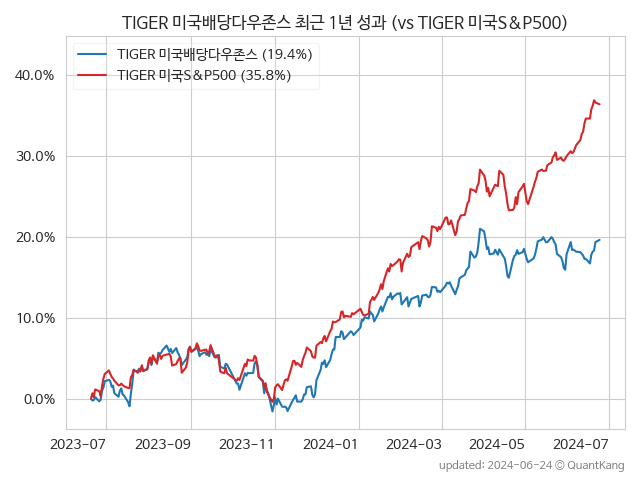 TIGER 미국배당다우존스 최근 1년 성과 (vs TIGER 미국S&P500)
TIGER 미국배당다우존스 (19.4%)
TIGER 미국S&P500 (35.8%)
40.0%
30.0%
20.0%
10.0%
0.0%
2023-07 2023-09 2023-11 2024-01 2024-03 2024-05 2024-07
updated: 2024-06-24 © QuantKang